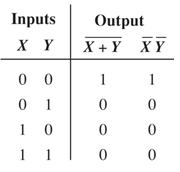 Inputs Output
X Y X̅ ̅+̅ ̅Y̅ X̅ Y̅
0 0 1 1
0 1 0 0
1 0 0 0
1 1 0 0